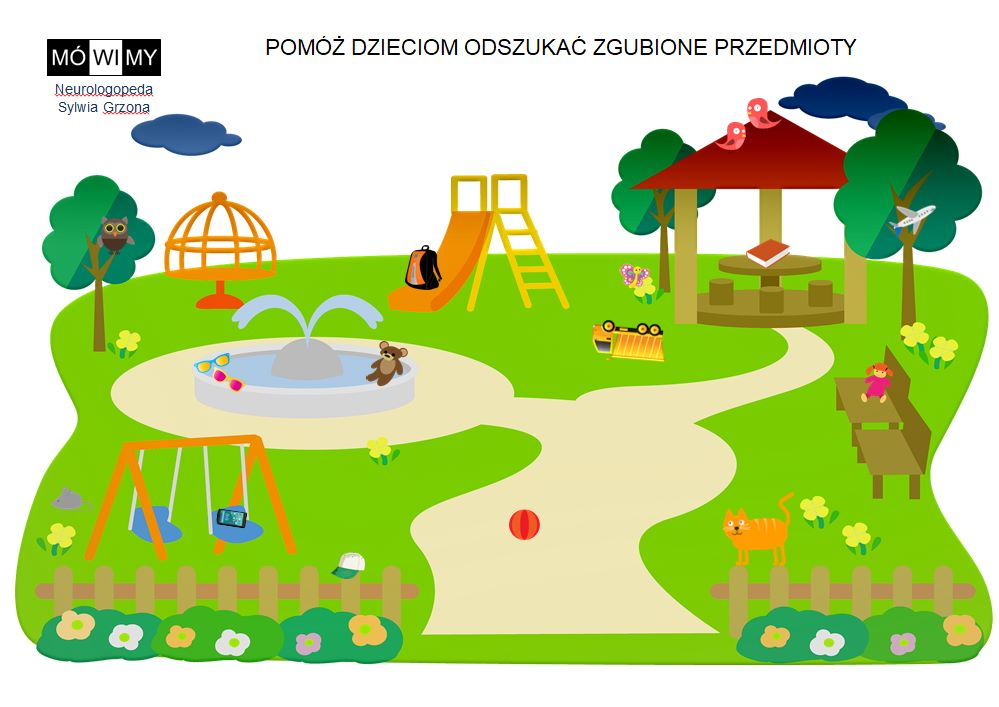 MÓWIMY
Neurologopeda
Sylwia Grzona
POMÓŻ DZIECIOM ODSZUKAĆ ZGUBIONE PRZEDMIOTY